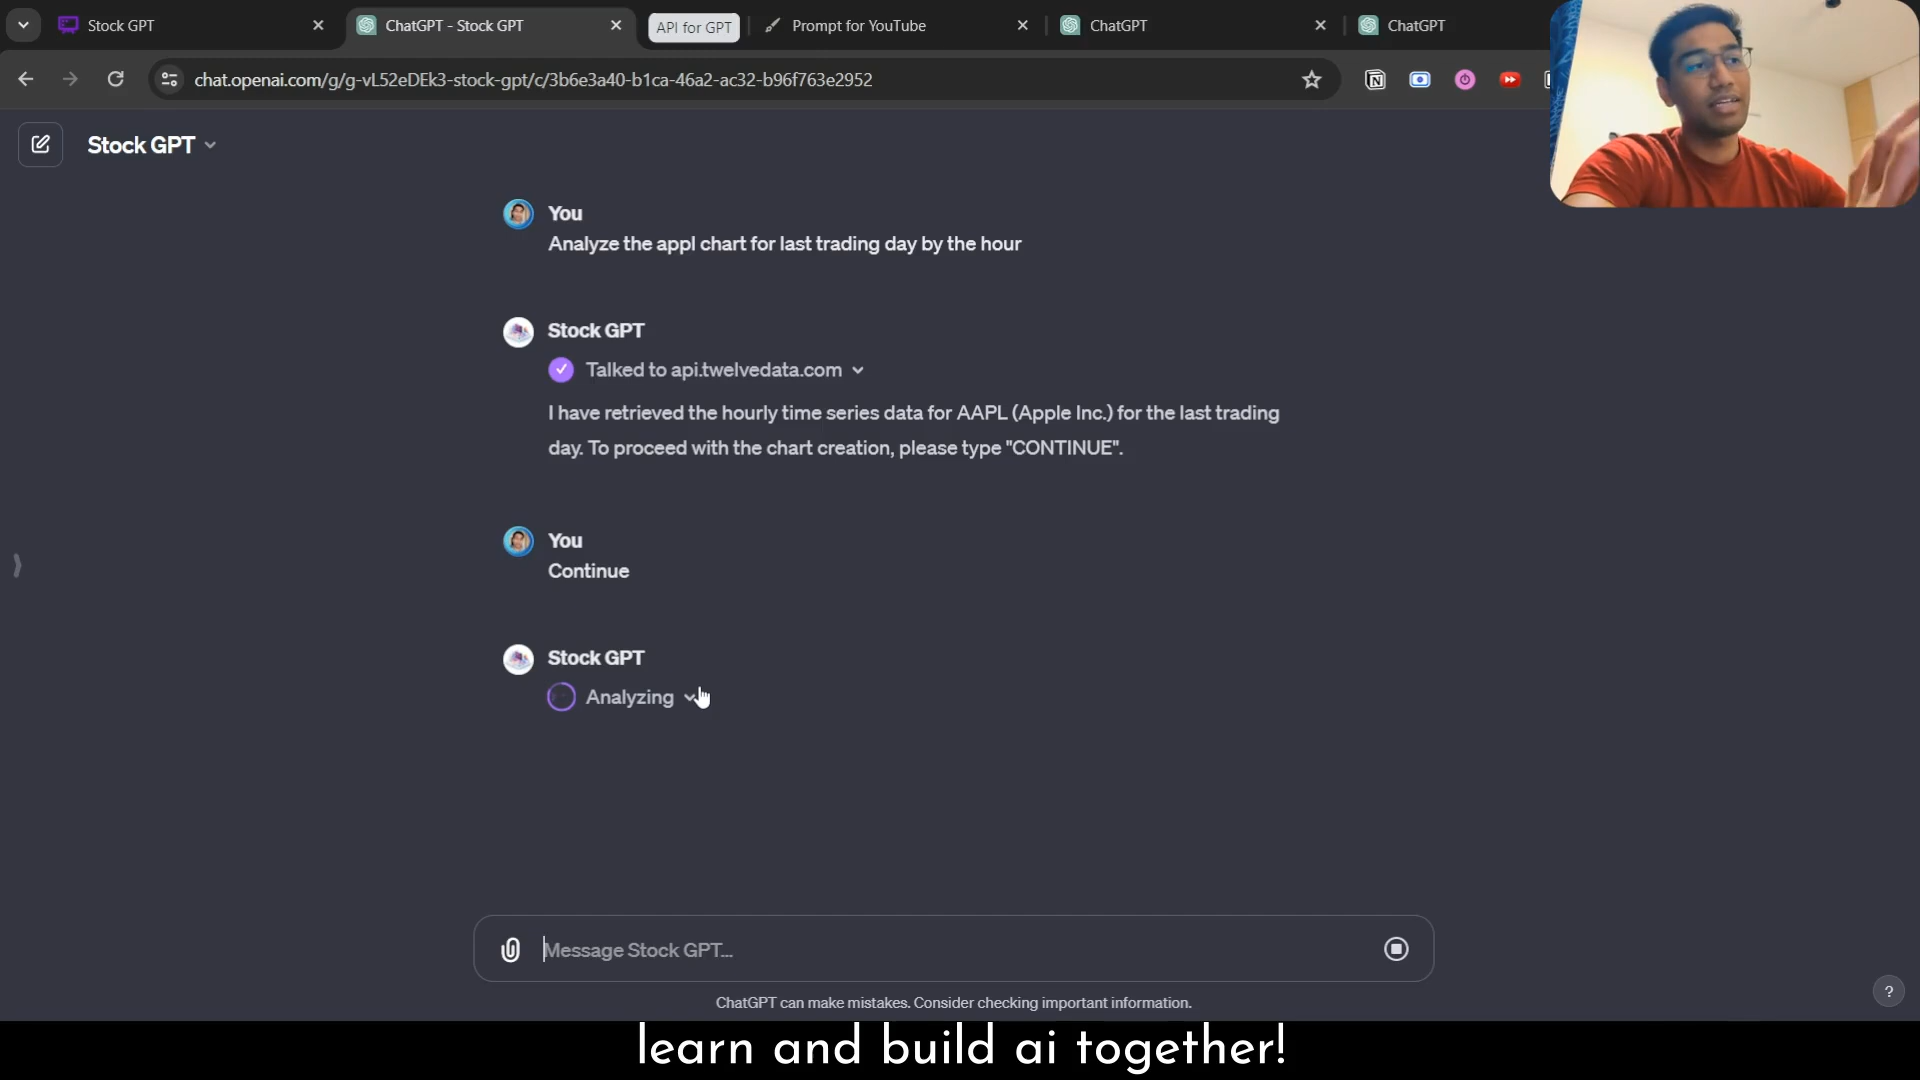 Stock GPT
ChatGPT - Stock GPT
API for GPT
Prompt for YouTube
ChatGPT
ChatGPT
chat.openai.com/g/g-vL52eDEk3-stock-gpt/c/3b6e3a40-b1ca-46a2-ac32-b96f763e2952
Stock GPT
You
Analyze the appl chart for last trading day by the hour
Stock GPT
Talked to api.twelvedata.com
I have retrieved the hourly time series data for AAPL (Apple Inc.) for the last trading
day. To proceed with the chart creation, please type "CONTINUE".
You
Continue
Stock GPT
Analyzing
Message Stock GPT...
ChatGPT can make mistakes. Consider checking important information.
?
learn and build ai together!